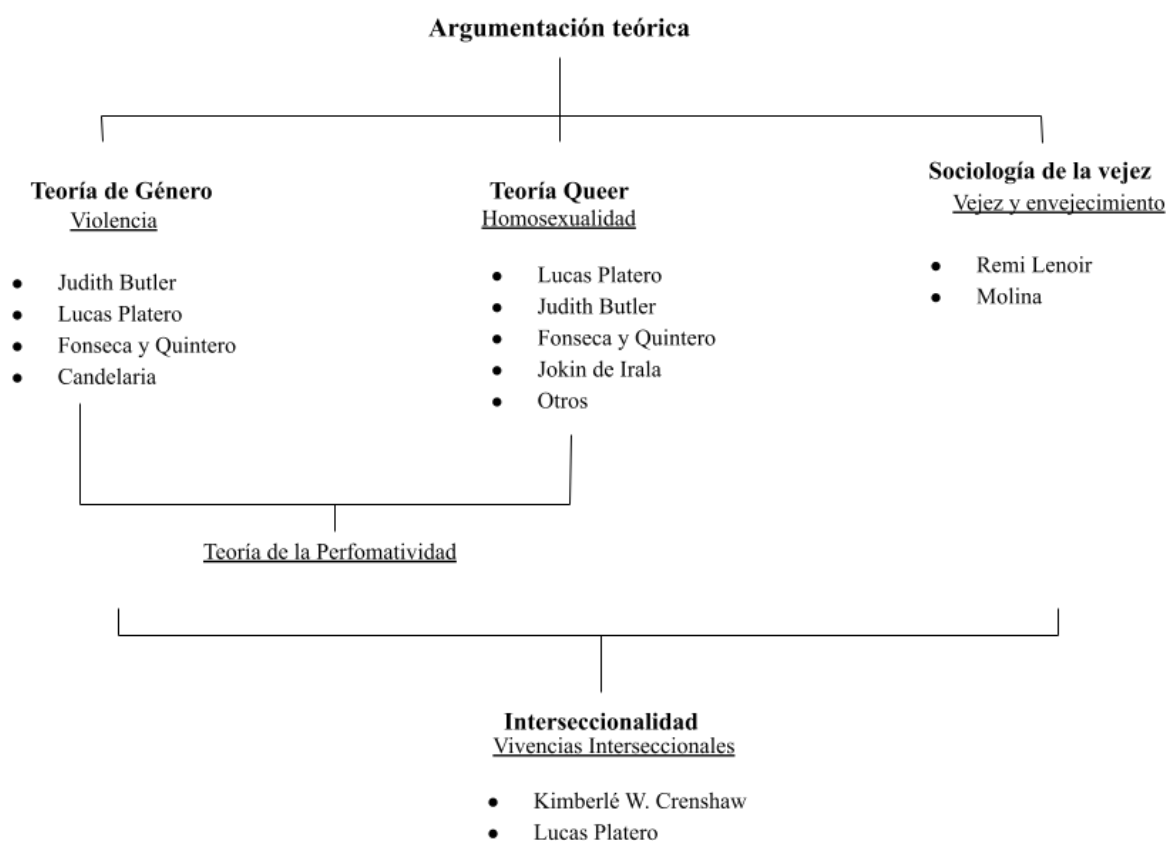 Argumentación teórica
Teoría de Género
Violencia
● Judith Butler
● Lucas Platero
● Fonseca y Quintero
● Candelaria
Teoría Queer
Homosexualidad
● Lucas Platero
● Judith Butler
● Fonseca y Quintero
● Jokin de Irala
● Otros
Sociología de la vejez
Vejez y envejecimiento
● Remi Lenoir
● Molina
Teoría de la Perfomatividad
Interseccionalidad
Vivencias Interseccionales
● Kimberlé W. Crenshaw
● Lucas Platero